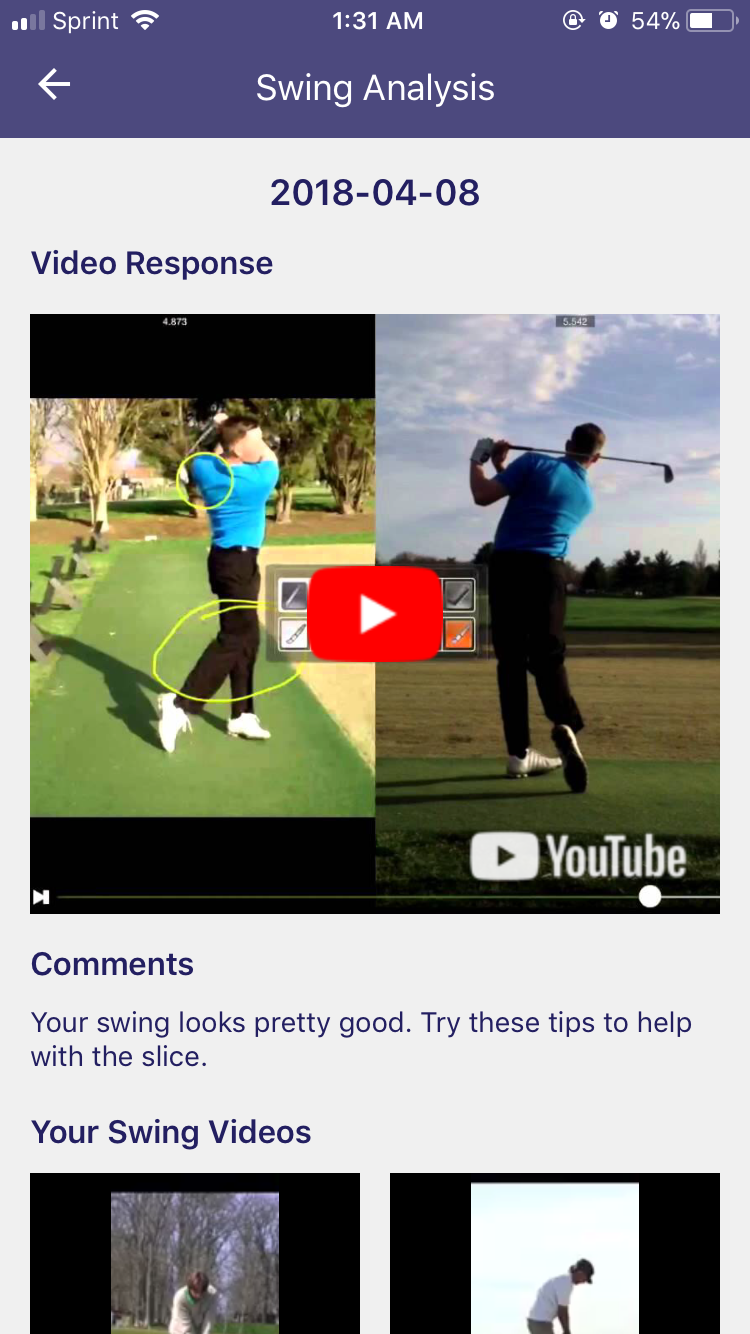 Sprint 1:31 AM 54%
Swing Analysis
2018-04-08
Video Response
4.873 5.542
YouTube
Comments
Your swing looks pretty good. Try these tips to help
with the slice.
Your Swing Videos